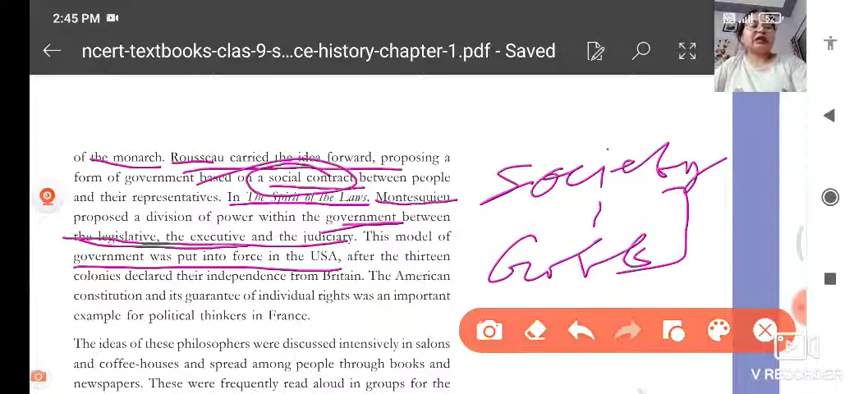 2:45 PM
52
ncert-textbooks-clas-9-s...ce-history-chapter-1.pdf - Saved
of the monarch. Rousseau carried the idea forward, proposing a
form of government based on a social contract between people
and their representatives. In The Spirit of the Laws, Montesquieu
proposed a division of power within the government between
the legislative, the executive and the judiciary. This model of
government was put into force in the USA, after the thirteen
colonies declared their independence from Britain. The American
constitution and its guarantee of individual rights was an important
example for political thinkers in France.
The ideas of these philosophers were discussed intensively in salons
and coffee-houses and spread among people through books and
newspapers. These were frequently read aloud in groups for the
Society
V RECORDER